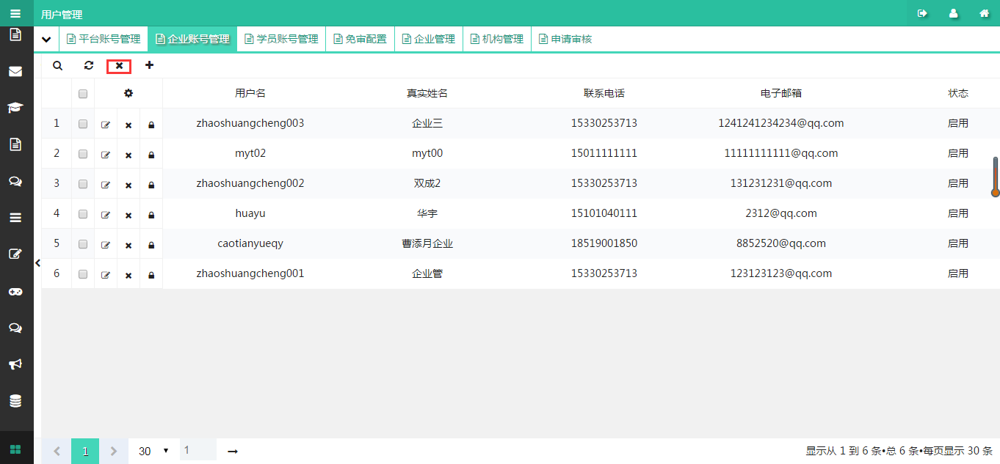 用户管理
平台账号管理 企业账号管理 学员账号管理 免审配置 企业管理 机构管理 申请审核
用户名 真实姓名 联系电话 电子邮箱 状态
1 zhaoshuangcheng003 企业三 15330253713 1241241234234@qq.com 启用
2 myt02 myt00 15011111111 11111111111@qq.com 启用
3 zhaoshuangcheng002 双成2 15330253713 131231231@qq.com 启用
4 huayu 华宇 15101040111 2312@qq.com 启用
5 caotianyueqy 曹添月企业 18519001850 8852520@qq.com 启用
6 zhaoshuangcheng001 企业管 15330253713 123123123@qq.com 启用
1 30 1 显示从 1 到 6 条•总 6 条•每页显示 30 条